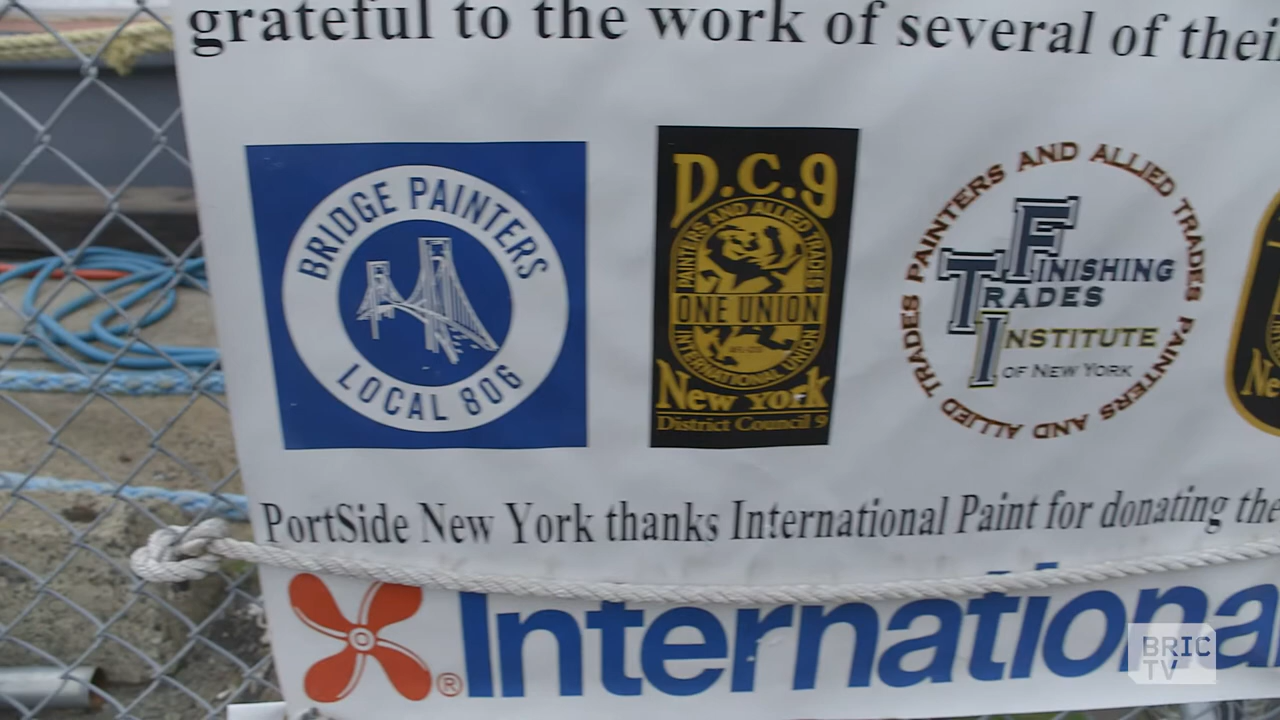 grateful to the work of several of thei
BRIDGE PAINTERS
LOCAL 806
D.C.9
PAINTERS AND ALLIED TRADES
ONE UNION
INTERNATIONAL UNION
New York
District Council 9
PAINTERS AND ALLIED TRADES PAINTERS AND ALLIED TRADES
FINISHING
TRADES
INSTITUTE
OF NEW YORK
Ne
PortSide New York thanks International Paint for donating the
International
®
BRIC
TV